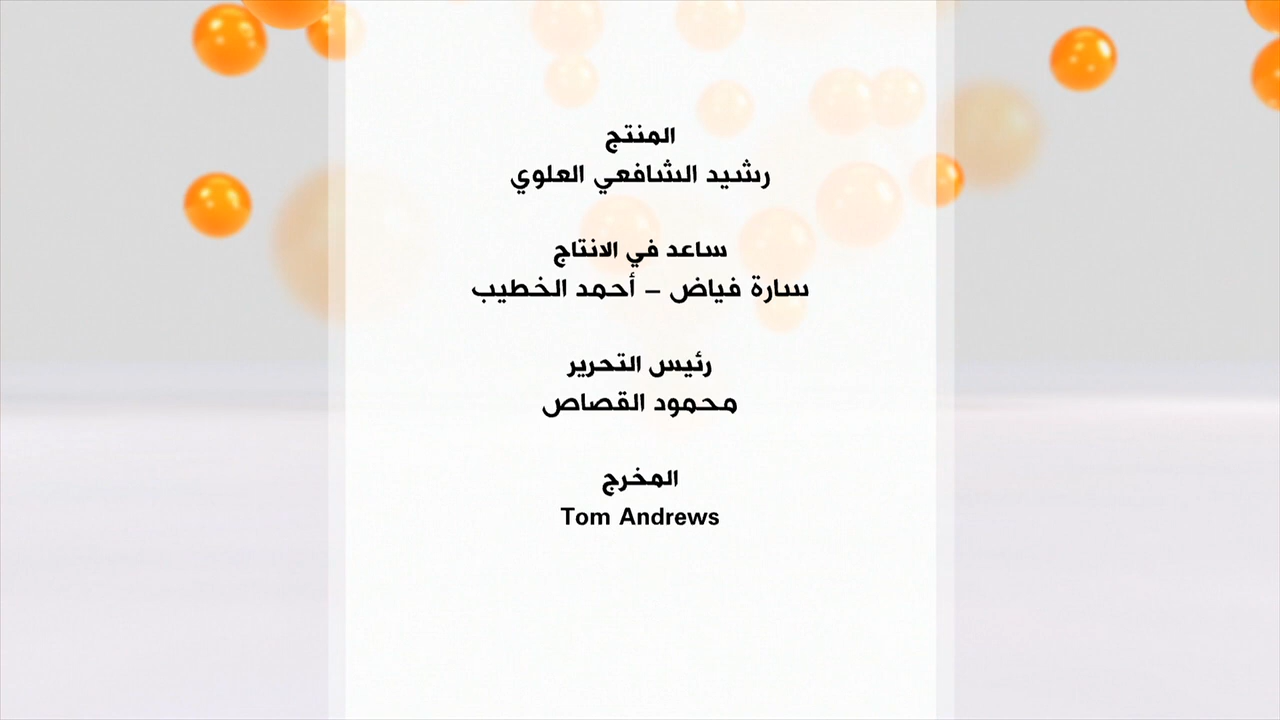 المنتج
رشيد الشافعي العلوي
ساعد في الانتاج
سارة فياض – أحمد الخطيب
رئيس التحرير
محمود القصاص
المخرج
Tom Andrews